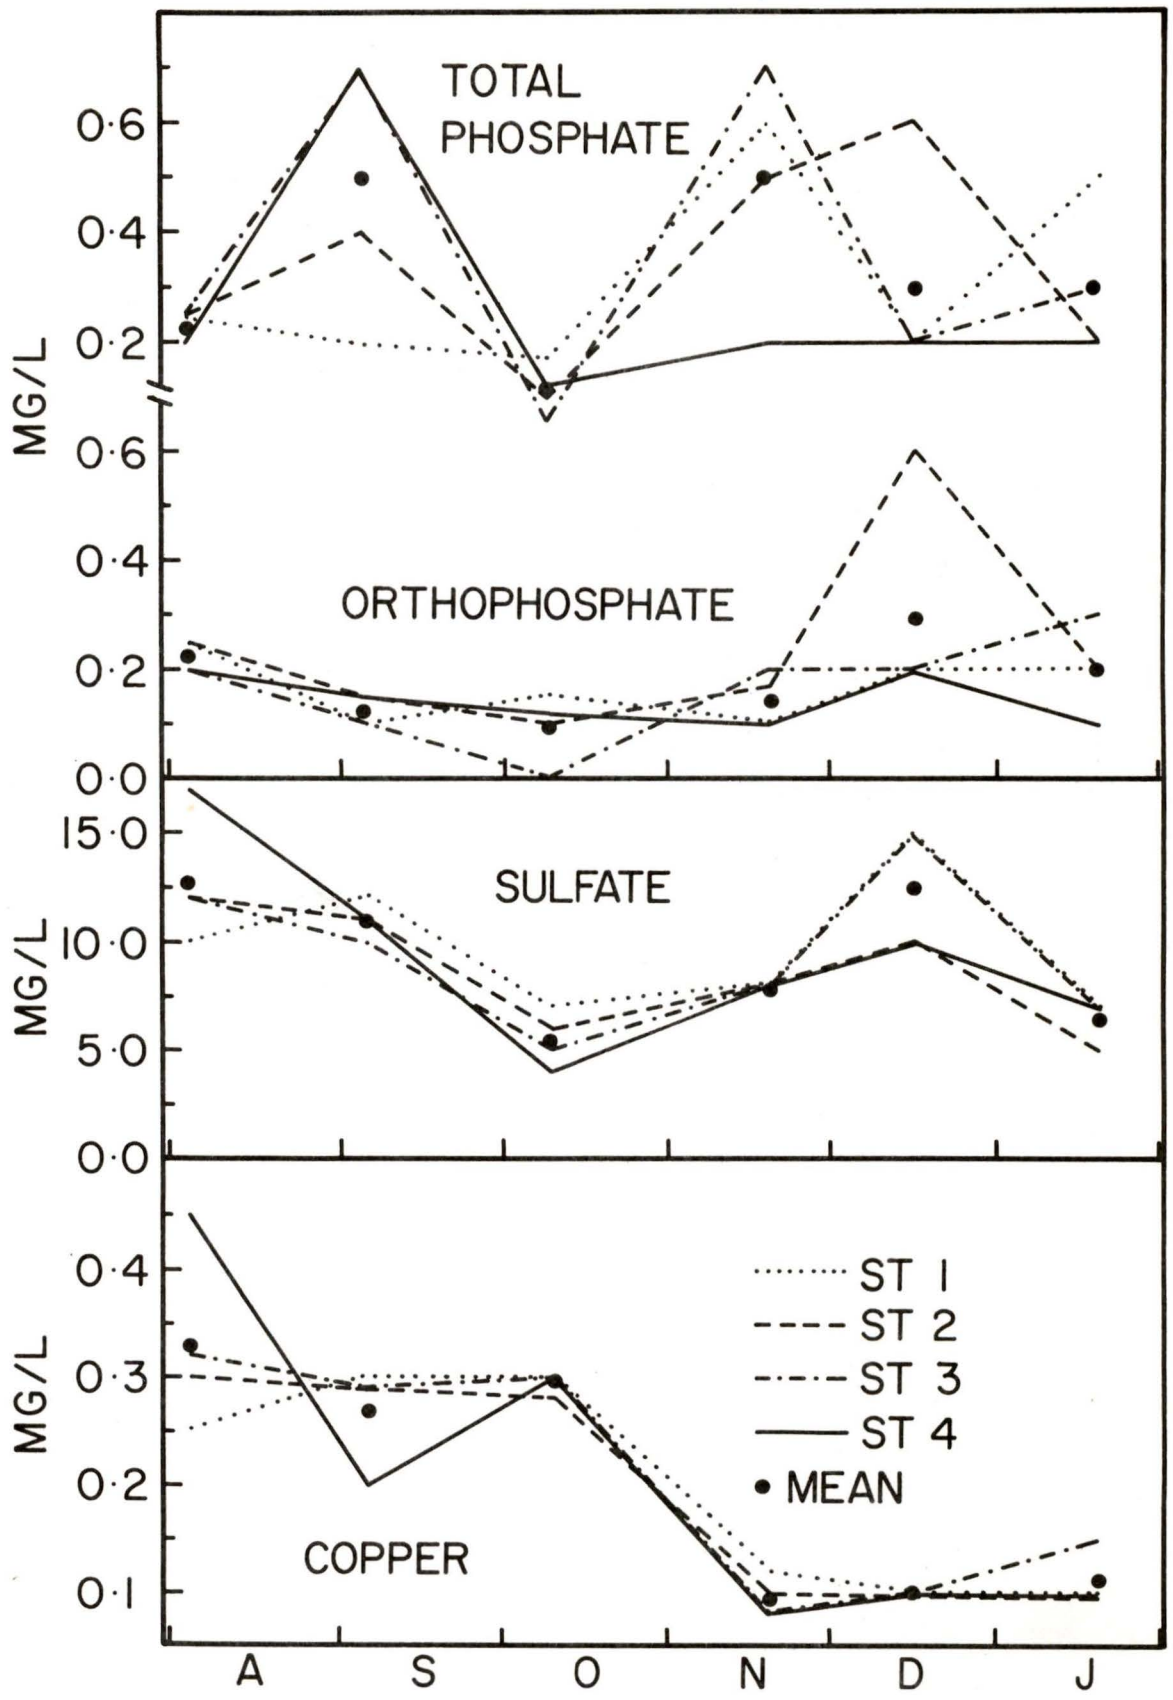 TOTAL
PHOSPHATE
0·6
0·4
0·2
MG/L
0·6
0·4
ORTHOPHOSPHATE
0·2
0·0
15·0
SULFATE
10·0
MG/L
5·0
0·0
0·4
ST 1
ST 2
0·3
ST 3
MG/L
ST 4
0·2
MEAN
COPPER
0·1
A S O N D J